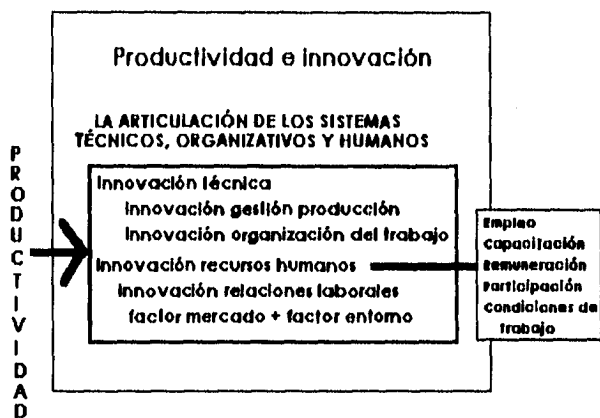 Productividad e innovación
LA ARTICULACIÓN DE LOS SISTEMAS
TÉCNICOS, ORGANIZATIVOS Y HUMANOS
PRODUCTIVIDAD
Innovación técnica
Innovación gestión producción
Innovación organización del trabajo
Innovación recursos humanos
Innovación relaciones laborales
factor mercado + factor entorno
Empleo
Capacitación
Remuneración
Participación
Condiciones de
trabajo